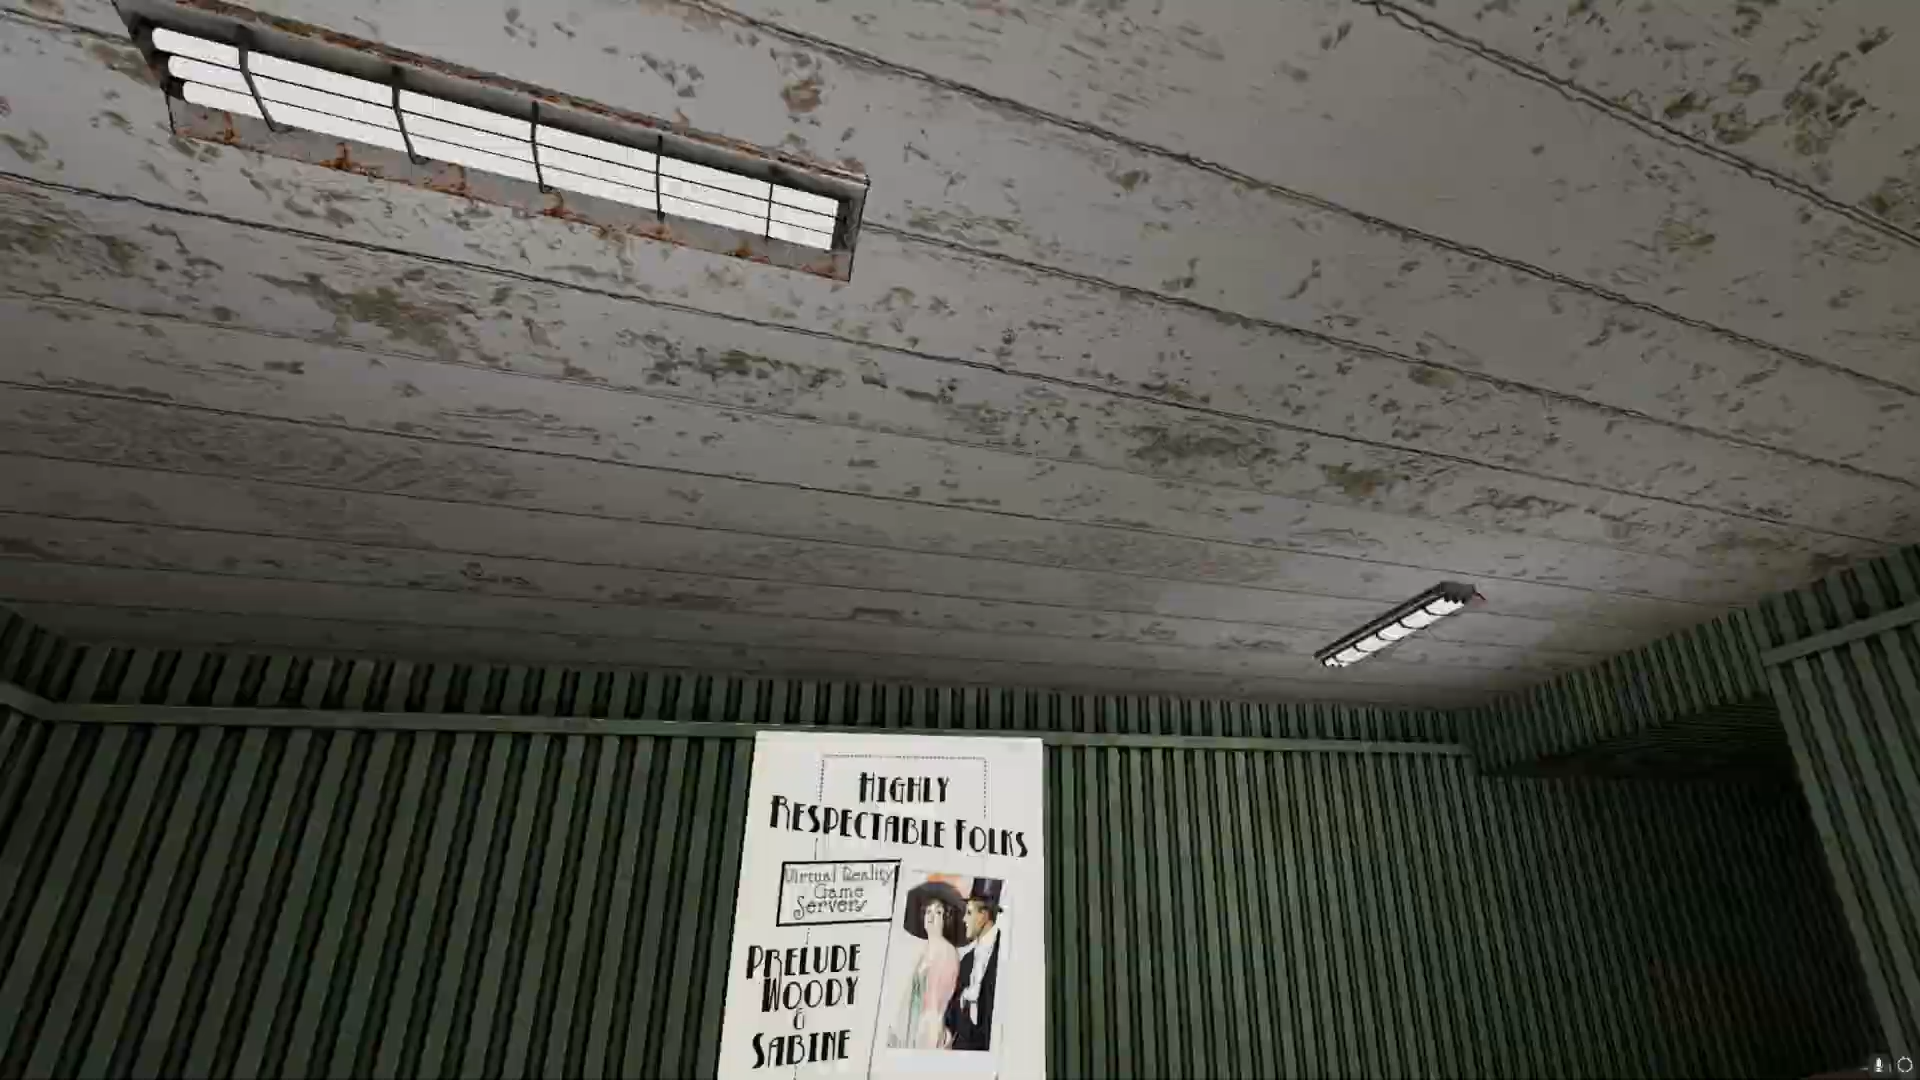 HIGHLY
RESPECTABLE FOLKS
Virtual Reality
Game
Servers
PRELUDE
WOODY
&
SABINE